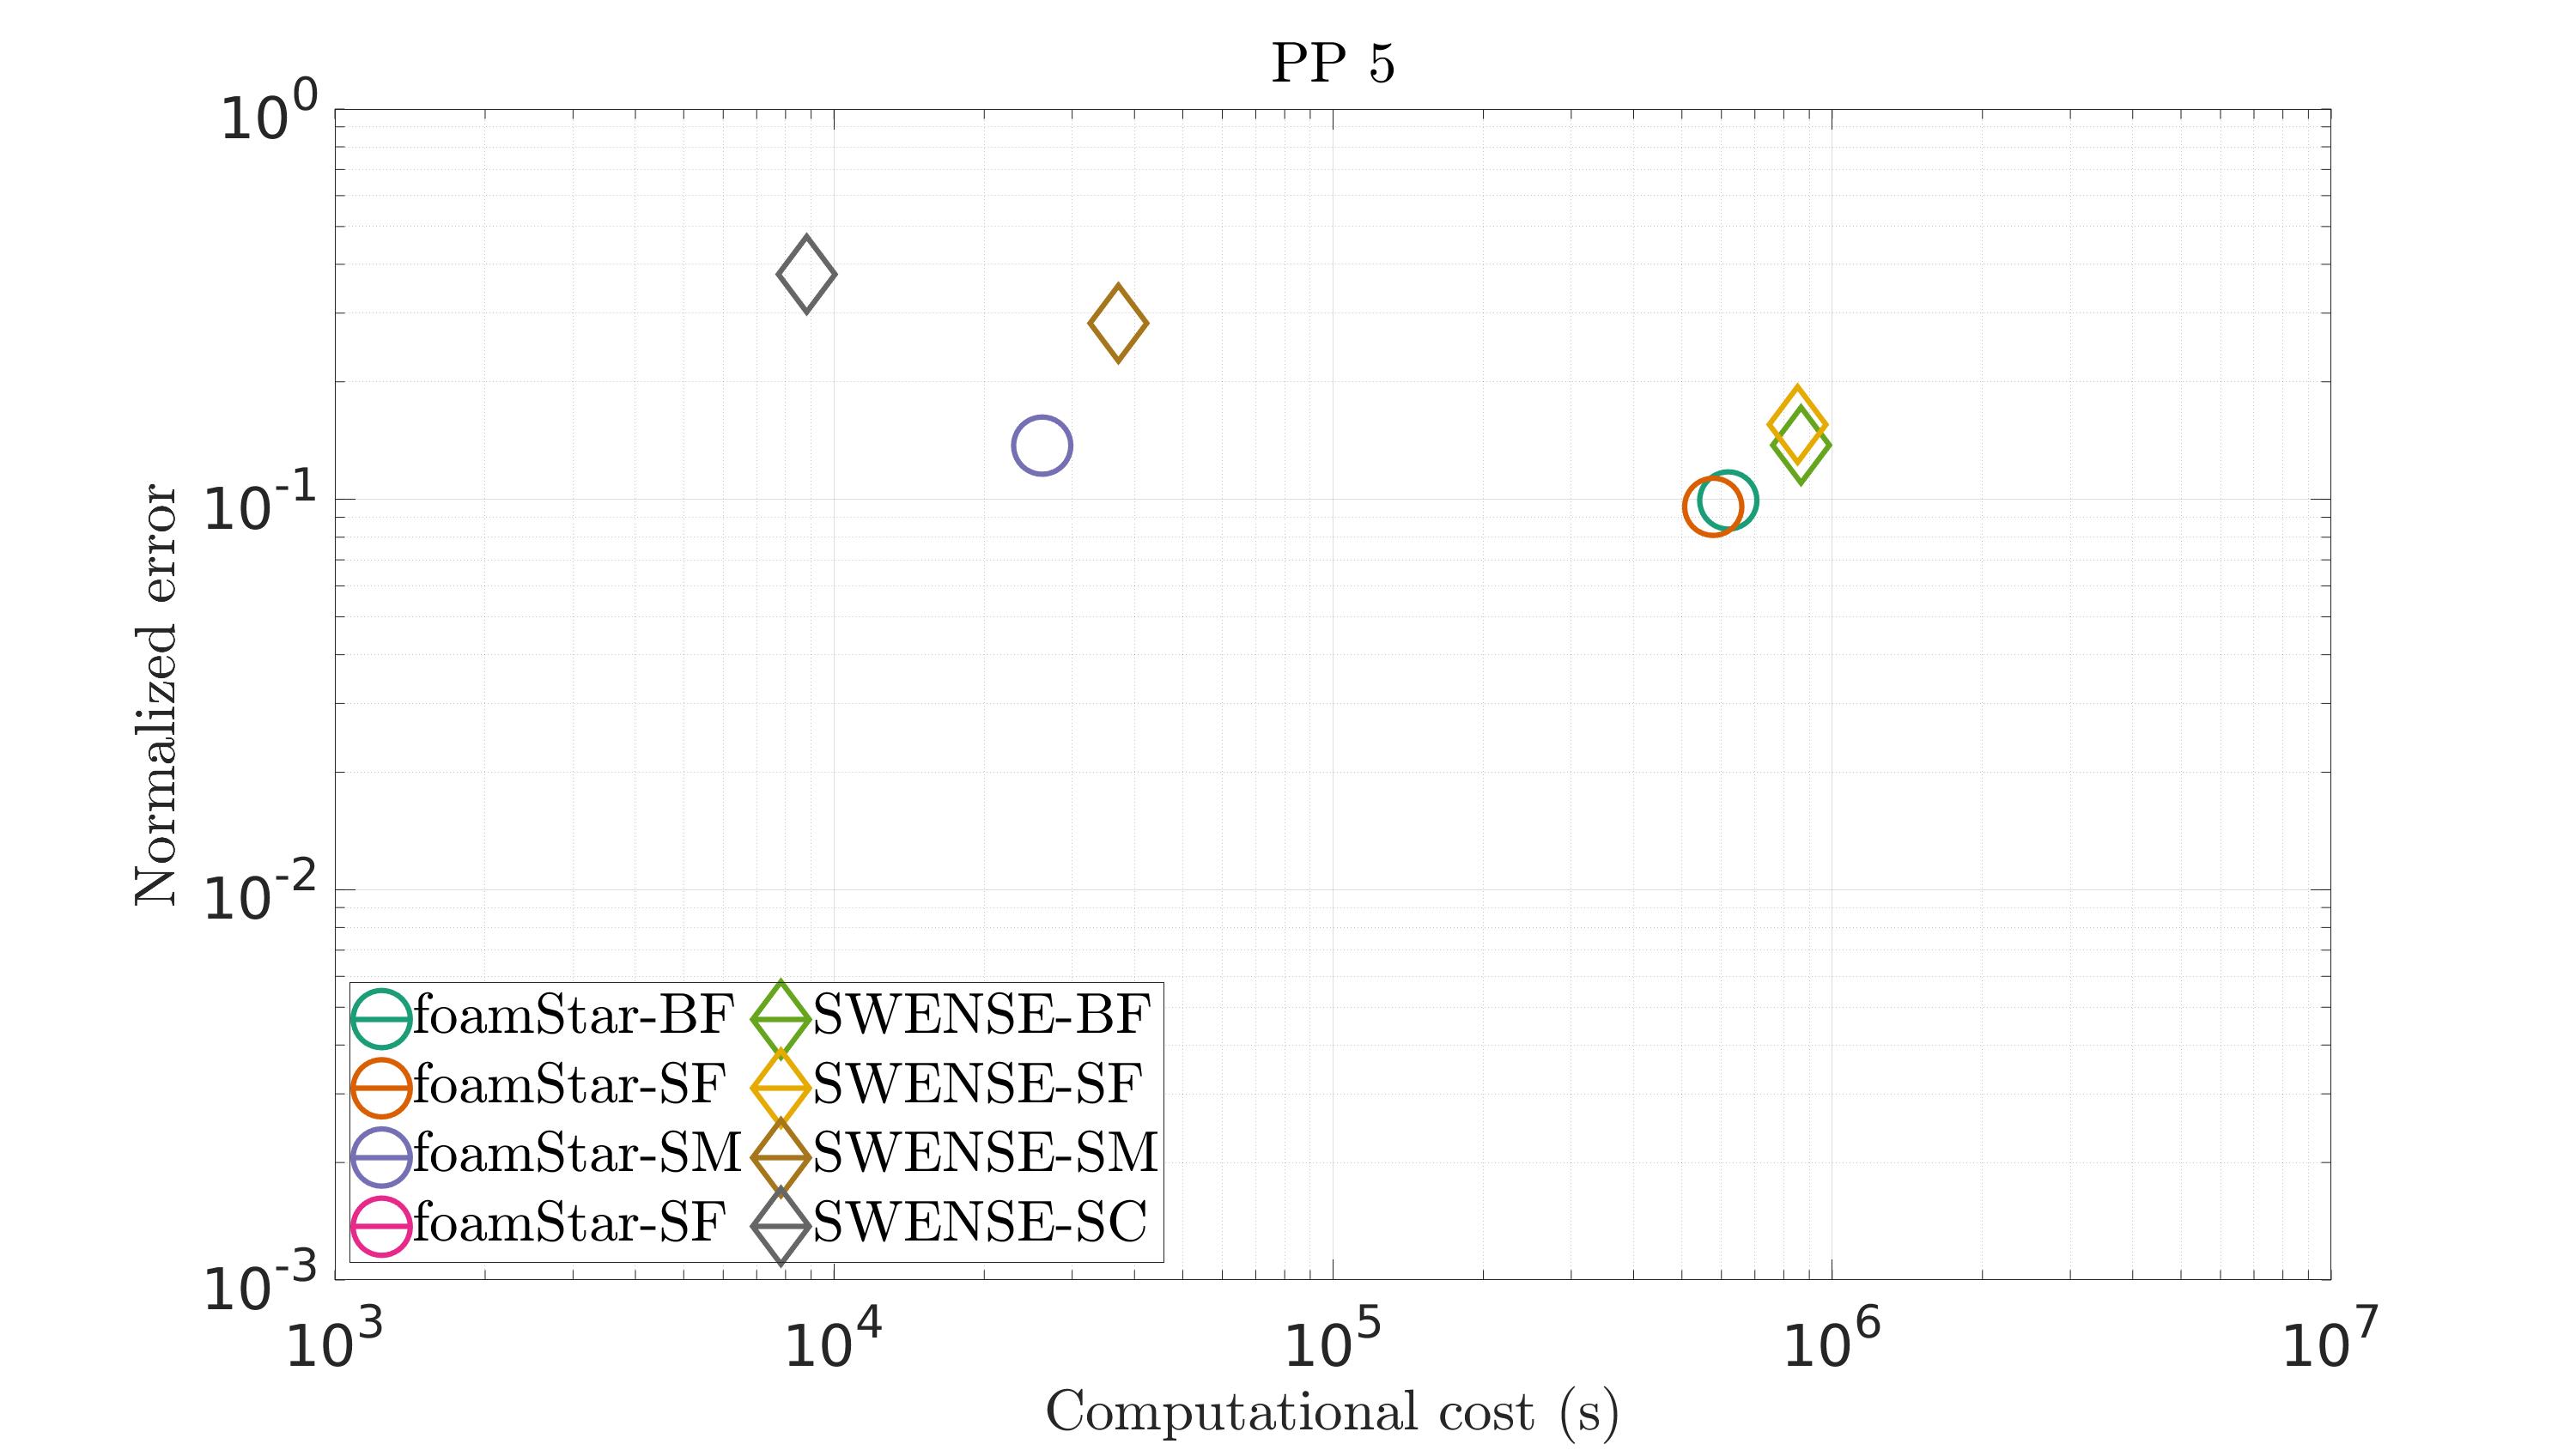 PP 5
10^0
10^-1
10^-2
10^-3
Normalized error
foamStar-BF
foamStar-SF
foamStar-SM
foamStar-SF
SWENSE-BF
SWENSE-SF
SWENSE-SM
SWENSE-SC
10^3 10^4 10^5 10^6 10^7
Computational cost (s)